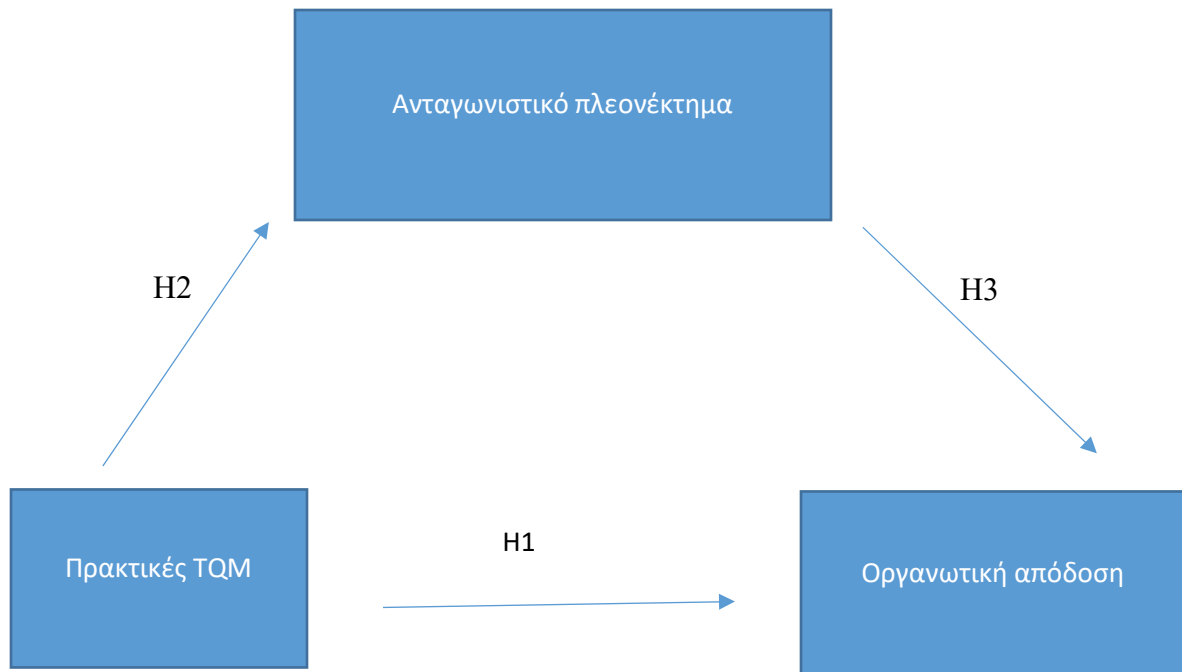 Ανταγωνιστικό πλεονέκτημα
H2
H3
H1
Πρακτικές TQM
Οργανωτική απόδοση